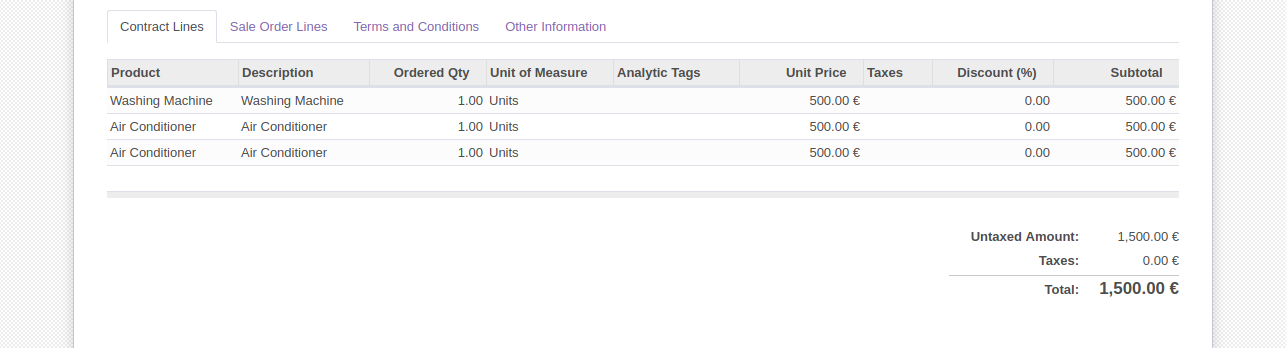 Contract Lines Sale Order Lines Terms and Conditions Other Information
Product Description Ordered Qty Unit of Measure Analytic Tags Unit Price Taxes Discount (%) Subtotal
Washing Machine Washing Machine 1.00 Units 500.00 € 0.00 500.00 €
Air Conditioner Air Conditioner 1.00 Units 500.00 € 0.00 500.00 €
Air Conditioner Air Conditioner 1.00 Units 500.00 € 0.00 500.00 €
Untaxed Amount: 1,500.00 €
Taxes: 0.00 €
Total: 1,500.00 €